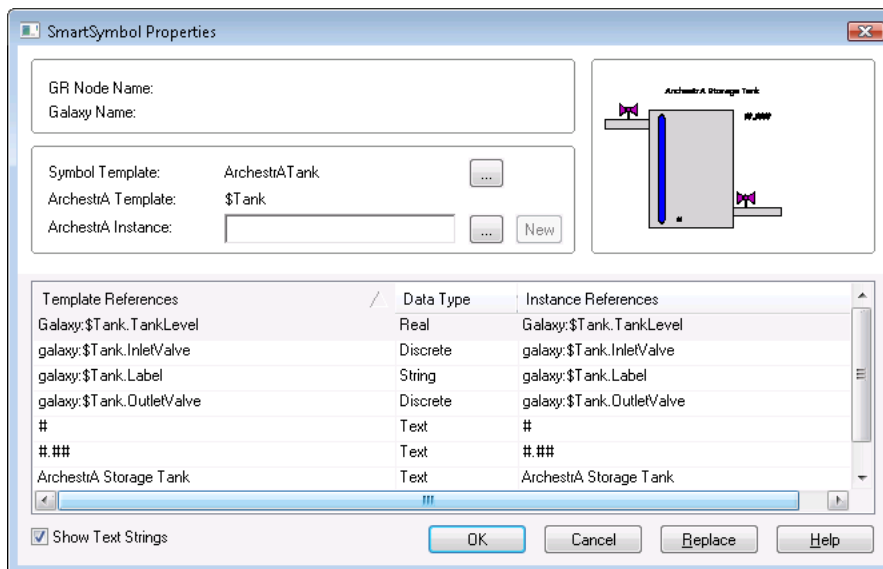 SmartSymbol Properties
GR Node Name:
Galaxy Name:
ArchestrA Storage Tank
#.###
#
Symbol Template: ArchestrATank ...
ArchestrA Template: $Tank
ArchestrA Instance: ... New
Template References Data Type Instance References
Galaxy:$Tank.TankLevel Real Galaxy:$Tank.TankLevel
galaxy:$Tank.InletValve Discrete galaxy:$Tank.InletValve
galaxy:$Tank.Label String galaxy:$Tank.Label
galaxy:$Tank.OutletValve Discrete galaxy:$Tank.OutletValve
# Text #
#.## Text #.##
ArchestrA Storage Tank Text ArchestrA Storage Tank
Show Text Strings OK Cancel Replace Help